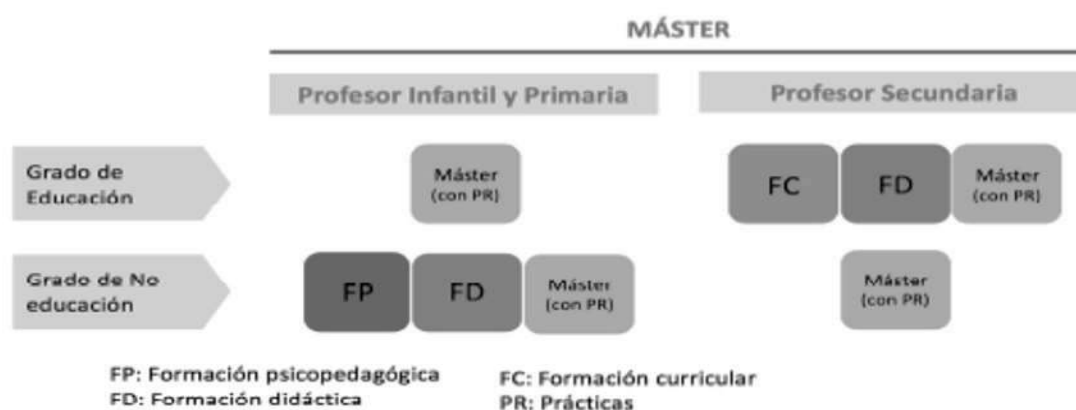 MÁSTER
Profesor Infantil y Primaria
Profesor Secundaria
Grado de
Educación
Máster
(con PR)
FC
FD
Máster
(con PR)
Grado de No
educación
FP
FD
Máster
(con PR)
Máster
(con PR)
FP: Formación psicopedagógica
FD: Formación didáctica
FC: Formación curricular
PR: Prácticas